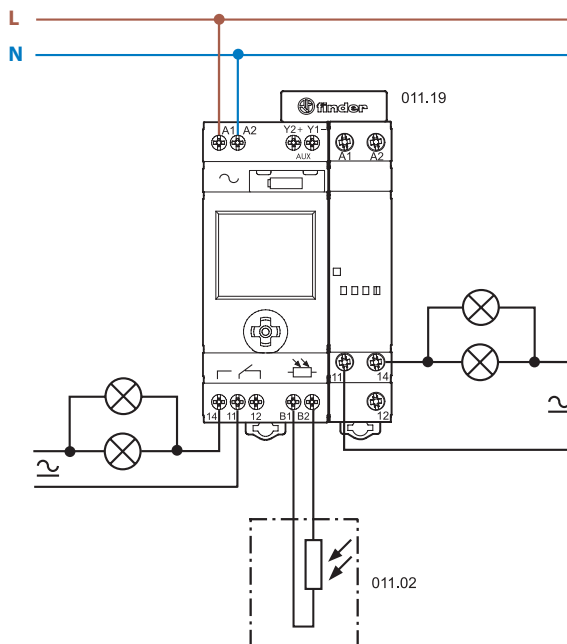 L
N
finder
011.19
A1 A2
Y2+ Y1-
AUX
A1 A2
11
14
12
14 11 12
B1 B2
011.02